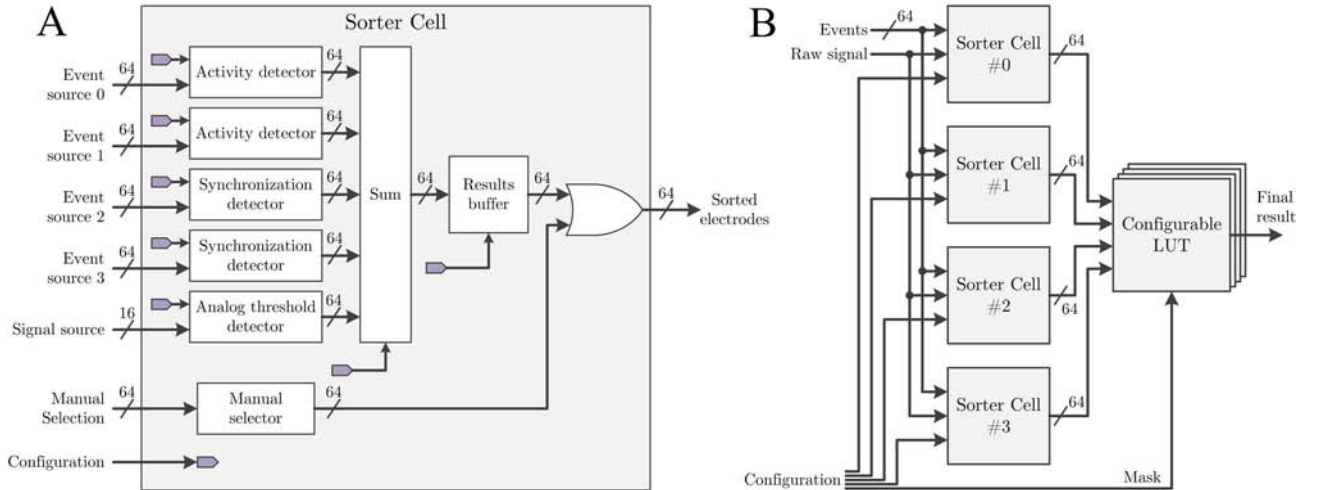 A
Sorter Cell
Event
source 0
64
Activity detector
64
Event
source 1
64
Activity detector
64
Event
source 2
64
Synchronization
detector
64
Event
source 3
64
Synchronization
detector
64
Signal source
16
Analog threshold
detector
64
Sum
64
Results
buffer
64
64
Sorted
electrodes
Manual
Selection
64
Manual
selector
64
Configuration
B
Events
64
Raw signal
Sorter Cell
#0
64
Sorter Cell
#1
64
Sorter Cell
#2
64
Sorter Cell
#3
64
Configurable
LUT
Final
result
Configuration
Mask